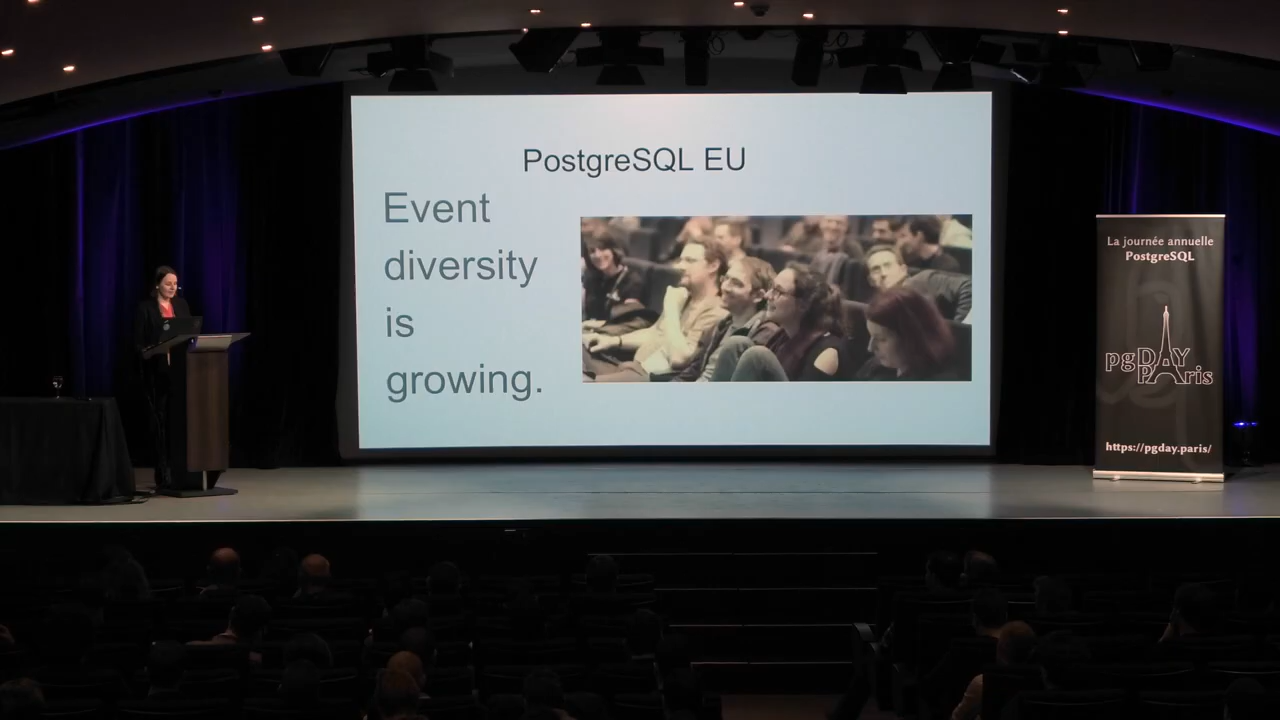 PostgreSQL EU
Event
diversity
is
growing.
La journée annuelle
PostgreSQL
pgDAY
PAris
https://pgday.paris/